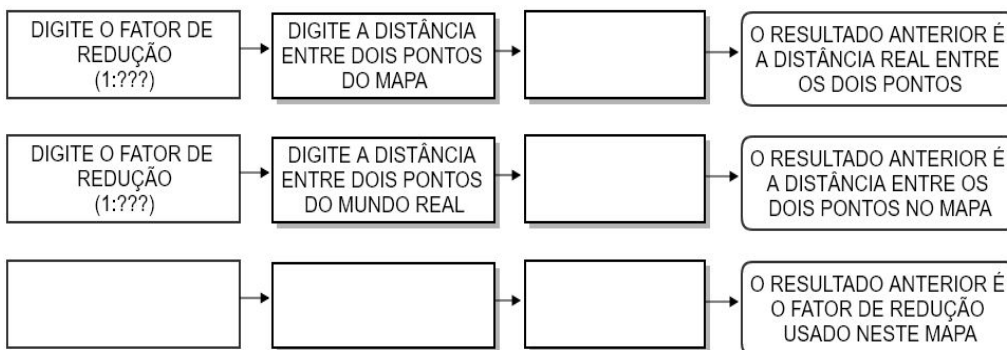 DIGITE O FATOR DE
REDUÇÃO
(1:???)
DIGITE A DISTÂNCIA
ENTRE DOIS PONTOS
DO MAPA
O RESULTADO ANTERIOR É
A DISTÂNCIA REAL ENTRE
OS DOIS PONTOS
DIGITE O FATOR DE
REDUÇÃO
(1:???)
DIGITE A DISTÂNCIA
ENTRE DOIS PONTOS
DO MUNDO REAL
O RESULTADO ANTERIOR É
A DISTÂNCIA ENTRE OS
DOIS PONTOS NO MAPA
O RESULTADO ANTERIOR É
O FATOR DE REDUÇÃO
USADO NESTE MAPA